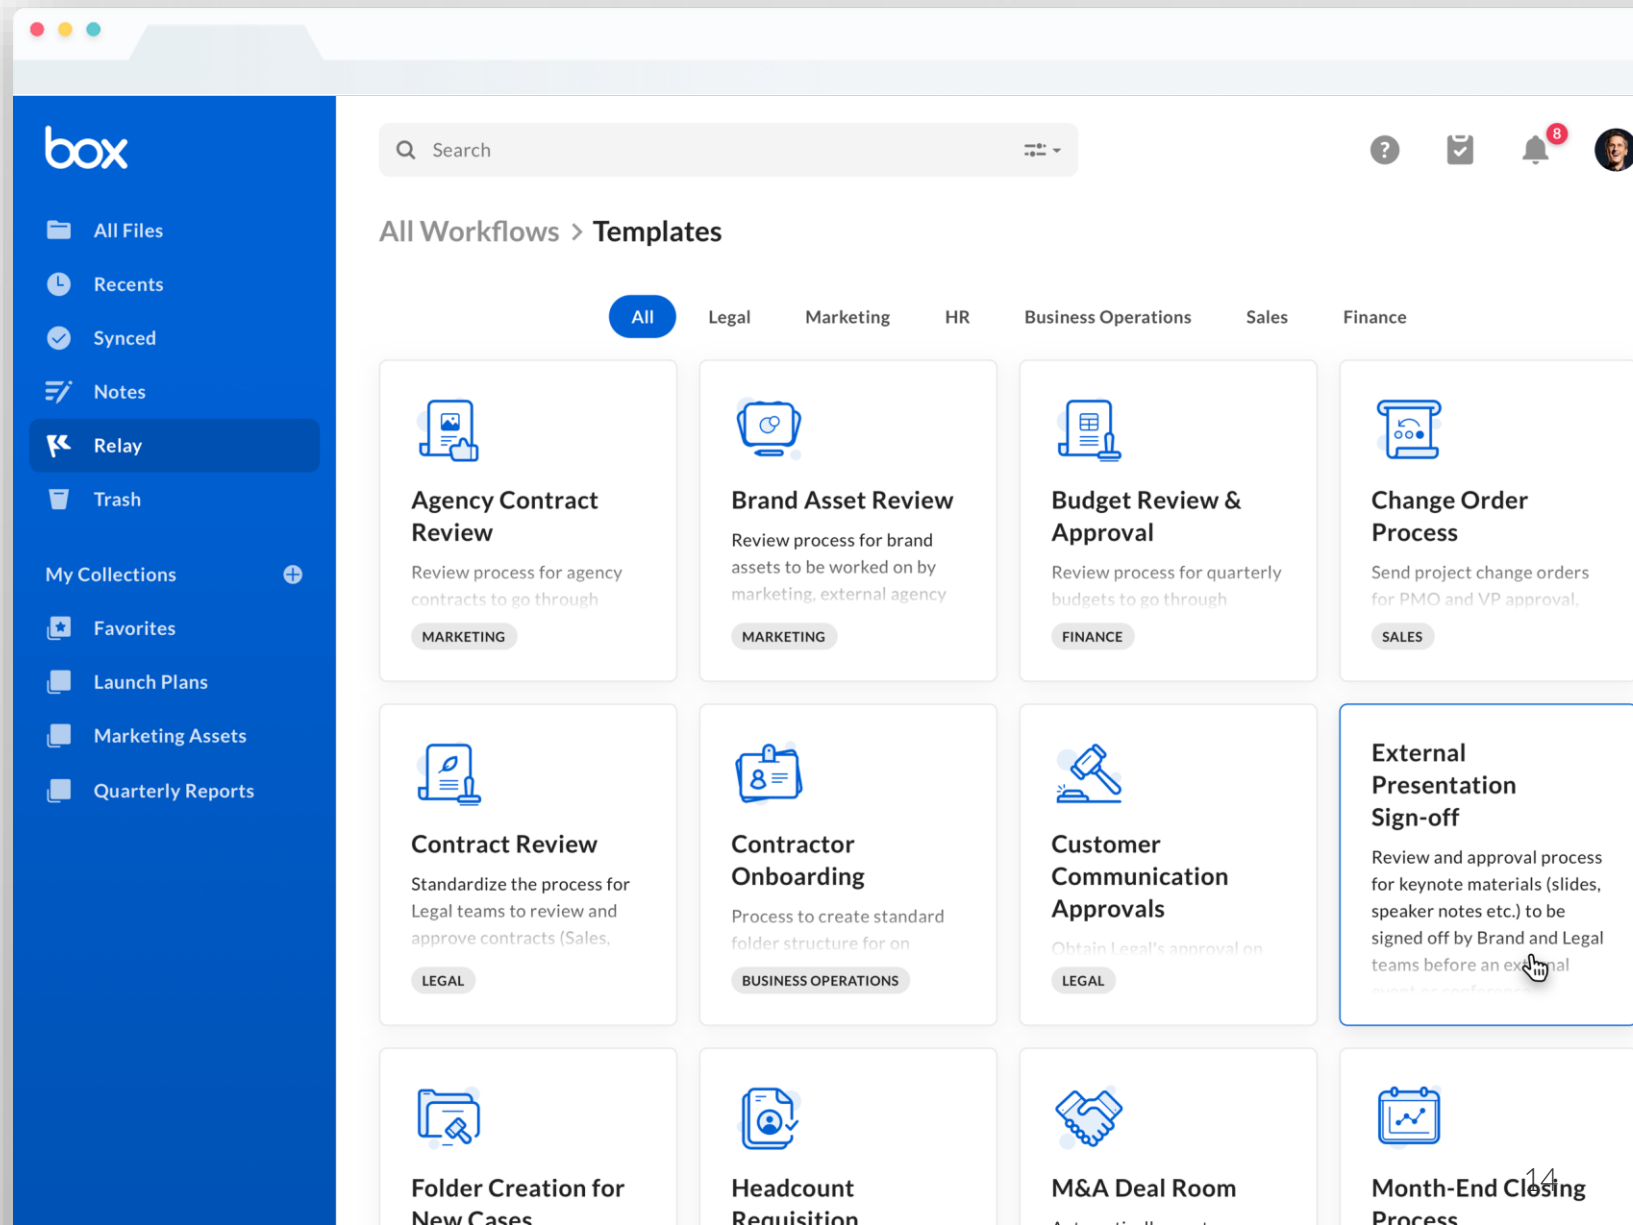 box
Search
?
8
All Files
Recents
Synced
Notes
Relay
Trash
My Collections
Favorites
Launch Plans
Marketing Assets
Quarterly Reports
All Workflows > Templates
All Legal Marketing HR Business Operations Sales Finance
Agency Contract
Review
Review process for agency
contracts to go through
MARKETING
Brand Asset Review
Review process for brand
assets to be worked on by
marketing, external agency
MARKETING
Budget Review &
Approval
Review process for quarterly
budgets to go through
FINANCE
Change Order
Process
Send project change orders
for PMO and VP approval,
SALES
Contract Review
Standardize the process for
Legal teams to review and
approve contracts (Sales,
LEGAL
Contractor
Onboarding
Process to create standard
folder structure for on
BUSINESS OPERATIONS
Customer
Communication
Approvals
Obtain Legal's approval on
LEGAL
External
Presentation
Sign-off
Review and approval process
for keynote materials (slides,
speaker notes etc.) to be
signed off by Brand and Legal
teams before an external
event or conference
Folder Creation for
New Cases
Headcount
Requisition
M&A Deal Room
Month-End Closing
Process
14